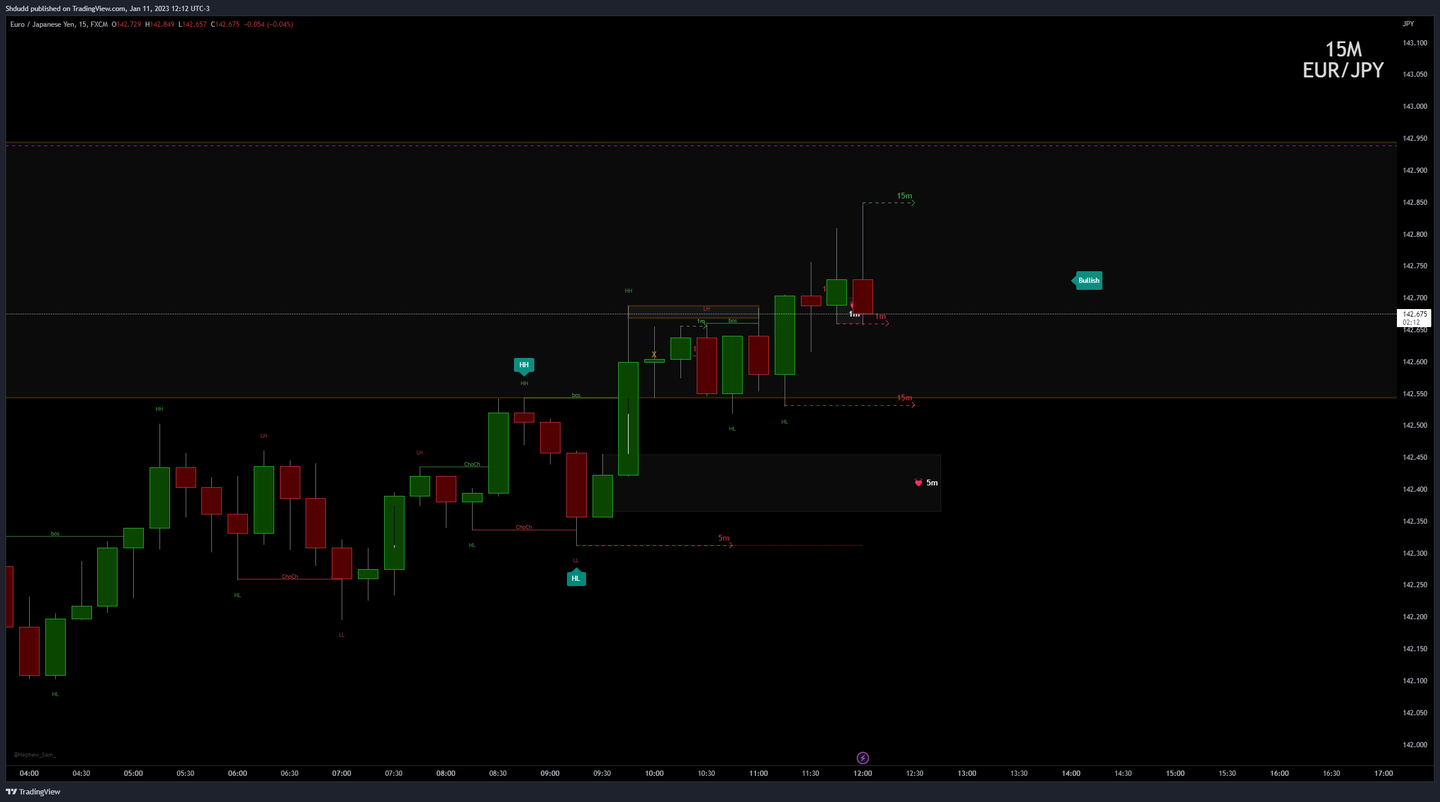 Shdudd published on TradingView.com, Jan 11, 2023 12:12 UTC-3
Euro / Japanese Yen, 15, FXCM O142.729 H142.849 L142.657 C142.675 -0.054 (-0.04%)
JPY
15M
EUR/JPY
143.100
143.050
143.000
142.950
142.900
142.850
142.800
142.750
142.700
142.675
02:12
142.650
142.600
142.550
142.500
142.450
142.400
142.350
142.300
142.250
142.200
142.150
142.100
142.050
142.000
15m
Bullish
HH
LH
1m
bos
1m
1m
X
HH
HH
bos
15m
HL
HL
HH
LH
LH
ChoCh
5m
bos
ChoCh
5m
HL
LL
HL
ChoCh
HL
LL
HL
@Nephew_Sam_
04:00 04:30 05:00 05:30 06:00 06:30 07:00 07:30 08:00 08:30 09:00 09:30 10:00 10:30 11:00 11:30 12:00 12:30 13:00 13:30 14:00 14:30 15:00 15:30 16:00 16:30 17:00
TradingView